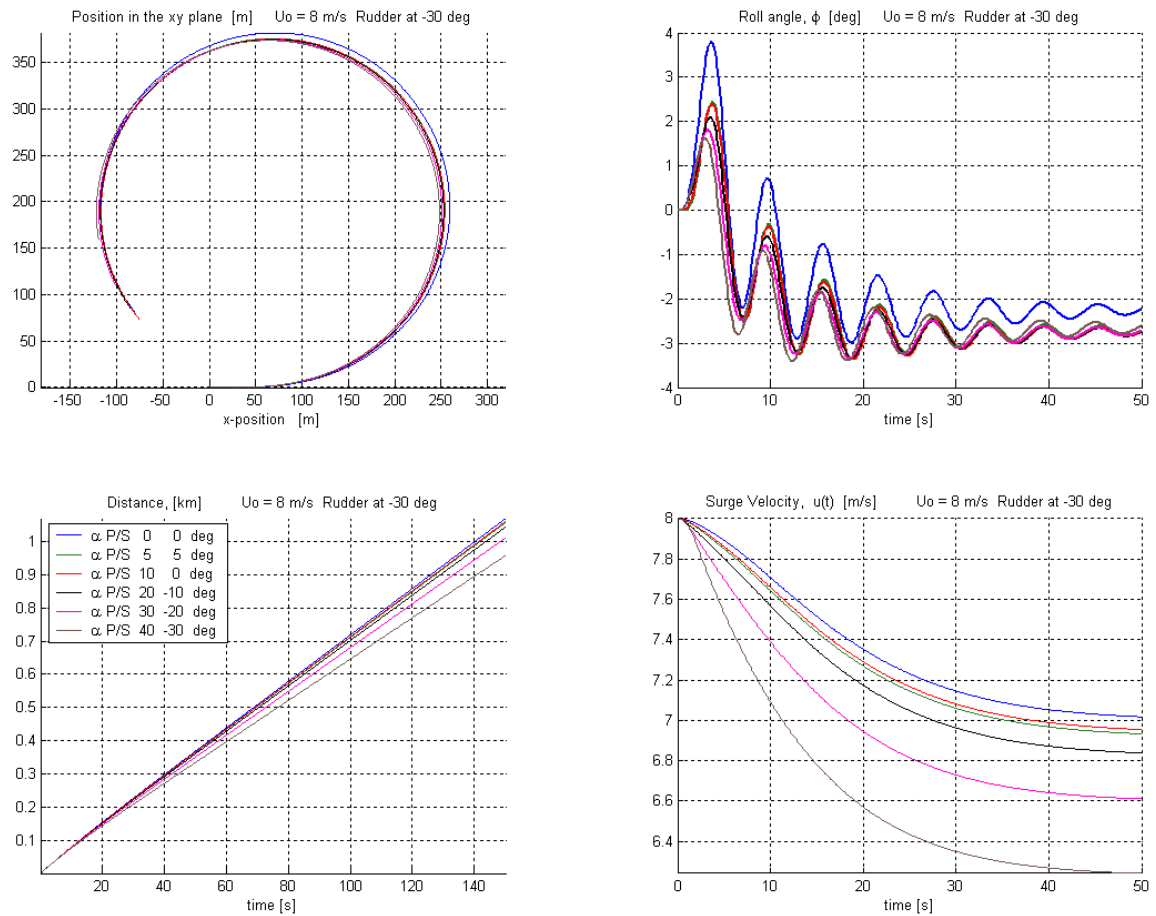 Position in the xy plane [m] Uo = 8 m/s Rudder at -30 deg
350
300
250
200
150
100
50
0
-150 -100 -50 0 50 100 150 200 250 300
x-position [m]
Roll angle, ϕ [deg] Uo = 8 m/s Rudder at -30 deg
4
3
2
1
0
-1
-2
-3
-4
0 10 20 30 40 50
time [s]
Distance, [km] Uo = 8 m/s Rudder at -30 deg
α P/S 0 0 deg
α P/S 5 5 deg
α P/S 10 0 deg
α P/S 20 -10 deg
α P/S 30 -20 deg
α P/S 40 -30 deg
1
0.9
0.8
0.7
0.6
0.5
0.4
0.3
0.2
0.1
20 40 60 80 100 120 140
time [s]
Surge Velocity, u(t) [m/s] Uo = 8 m/s Rudder at -30 deg
8
7.8
7.6
7.4
7.2
7
6.8
6.6
6.4
0 10 20 30 40 50
time [s]